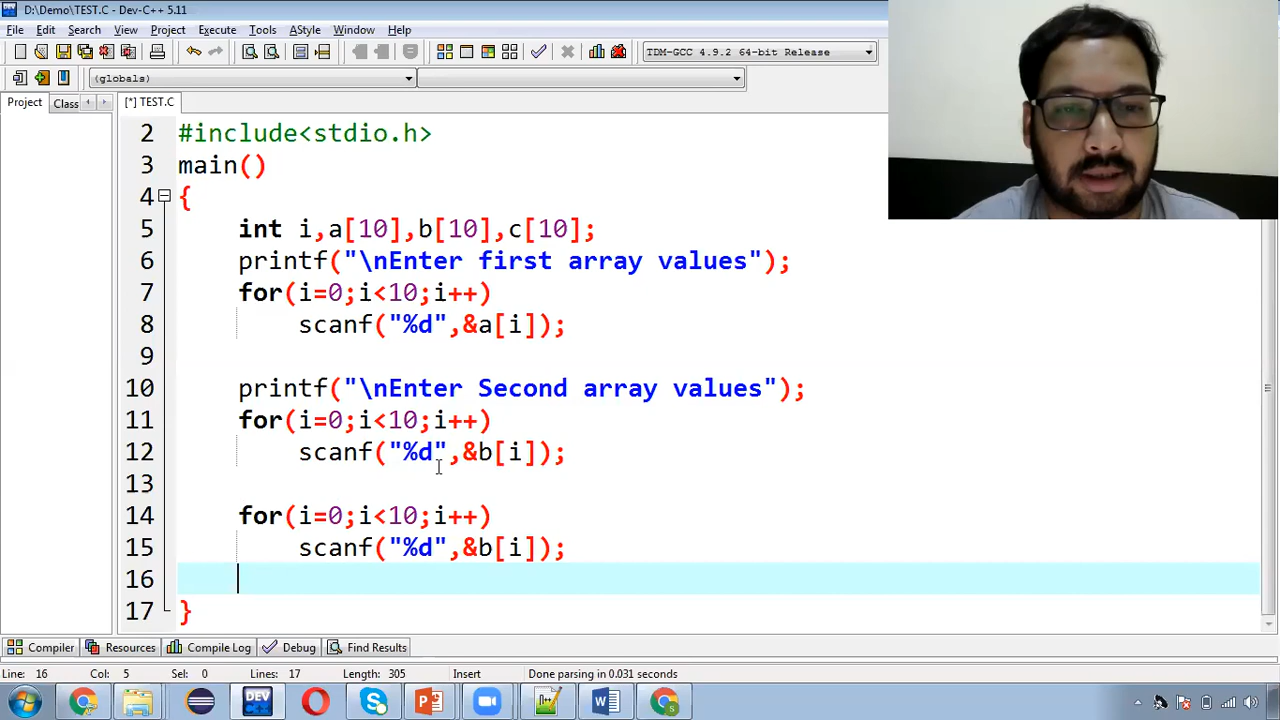 D:\Demo\TEST.C - Dev-C++ 5.11
File Edit Search View Project Execute Tools AStyle Window Help
TDM-GCC 4.9.2 64-bit Release
(globals)
Project Class [*] TEST.C
2 #include<stdio.h>
3 main()
4 {
5 int i,a[10],b[10],c[10];
6 printf("\nEnter first array values");
7 for(i=0;i<10;i++)
8 scanf("%d",&a[i]);
9
10 printf("\nEnter Second array values");
11 for(i=0;i<10;i++)
12 scanf("%d",&b[i]);
13
14 for(i=0;i<10;i++)
15 scanf("%d",&b[i]);
16
17 }
Compiler Resources Compile Log Debug Find Results
Line: 16 Col: 5 Sel: 0 Lines: 17 Length: 305 Insert Done parsing in 0.031 seconds
DEV C++